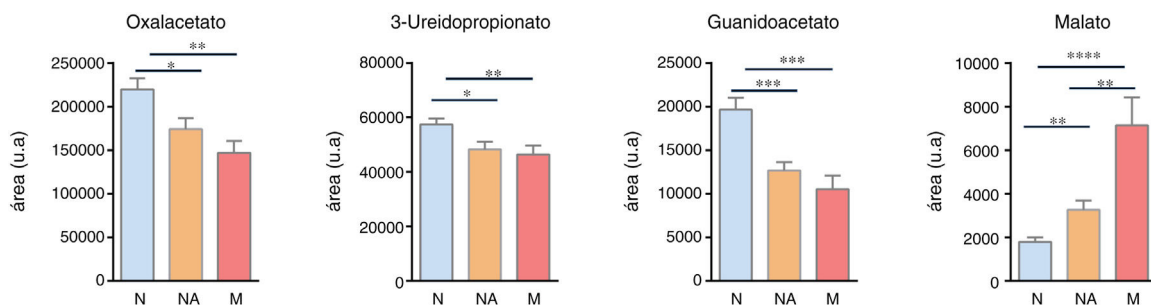 Oxalacetato
**
*
250000
200000
150000
100000
50000
0
área (u.a)
N NA M
3-Ureidopropionato
**
*
80000
60000
40000
20000
0
área (u.a)
N NA M
Guanidoacetato
***
***
25000
20000
15000
10000
5000
0
área (u.a)
N NA M
Malato
****
**
**
10000
8000
6000
4000
2000
0
área (u.a)
N NA M